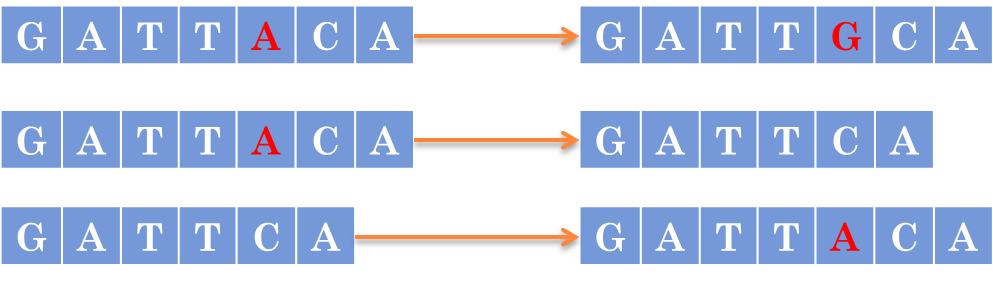 G A T T A C A G A T T G C A
G A T T A C A G A T T C A
G A T T C A G A T T A C A